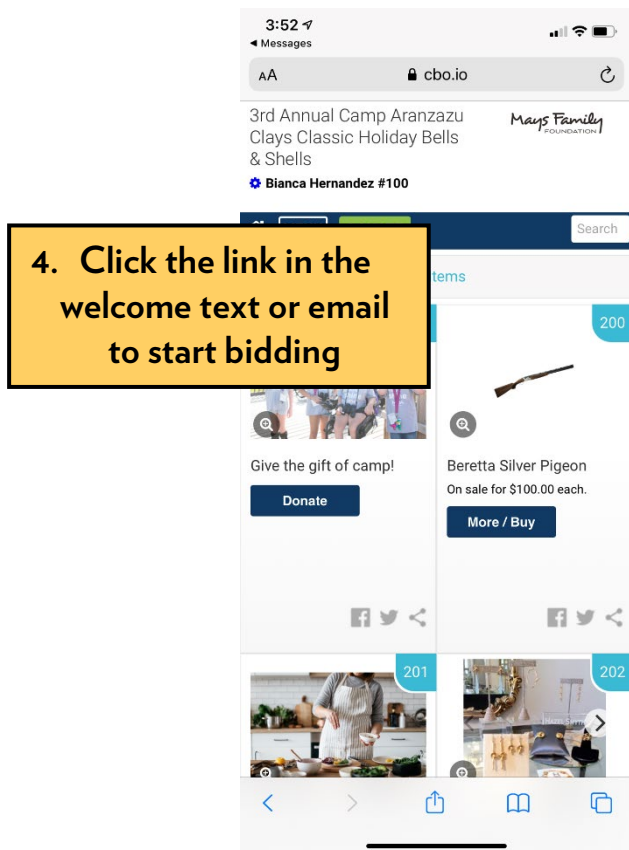 3:52
◀ Messages
AA
cbo.io
3rd Annual Camp Aranzazu
Clays Classic Holiday Bells
& Shells
Mays Family
FOUNDATION
Bianca Hernandez #100
Search
4. Click the link in the
welcome text or email
to start bidding
tems
200
Give the gift of camp!
Donate
Beretta Silver Pigeon
On sale for $100.00 each.
More / Buy
201
202